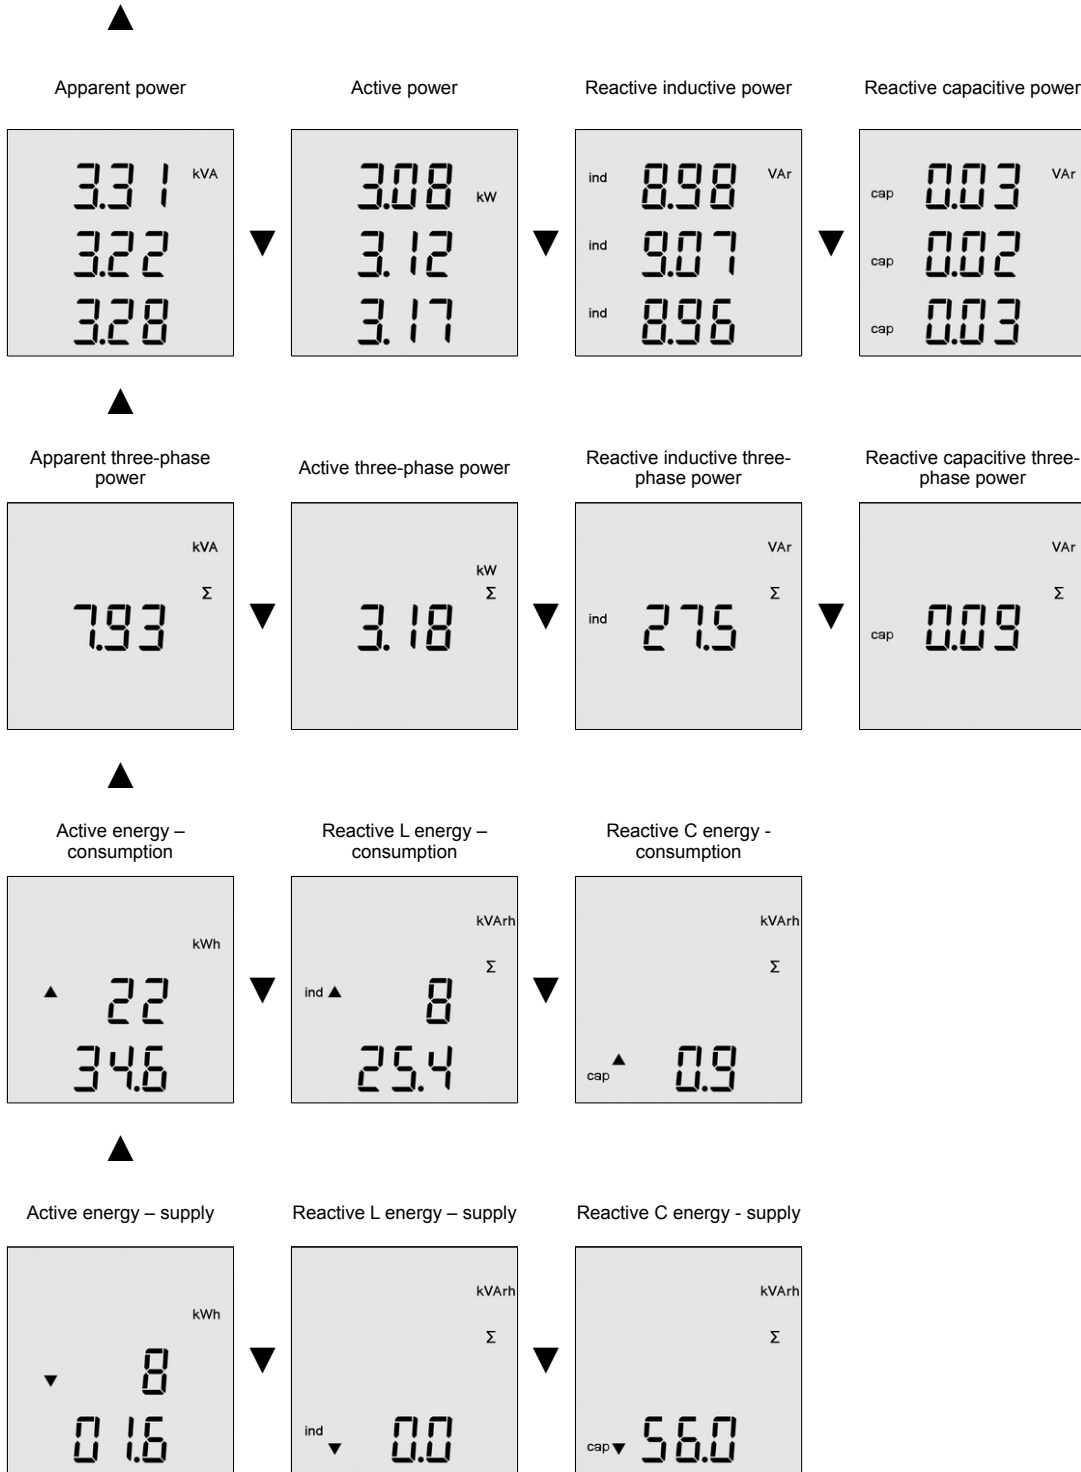 ▲
Apparent power Active power Reactive inductive power Reactive capacitive power
3.31 kVA 3.08 kW ind 8.98 VAr cap 0.03 VAr
3.22 ▼ 3.12 ▼ ind 9.07 ▼ cap 0.02
3.28 3.17 ind 8.96 cap 0.03
▲
Apparent three-phase Active three-phase power Reactive inductive three- Reactive capacitive three-
power phase power phase power
kVA kW VAr VAr
Σ Σ Σ Σ
7.93 ▼ 3.18 ▼ ind 27.5 ▼ cap 0.09
▲
Active energy – Reactive L energy – Reactive C energy -
consumption consumption consumption
kWh kVArh kVArh
Σ Σ
▲ 22 ▼ ind ▲ 8 ▼
34.6 25.4 cap ▲ 0.9
▲
Active energy – supply Reactive L energy – supply Reactive C energy - supply
kWh kVArh kVArh
Σ Σ
▼ 8 ▼ ▼
01.6 ind ▼ 0.0 cap ▼ 56.0